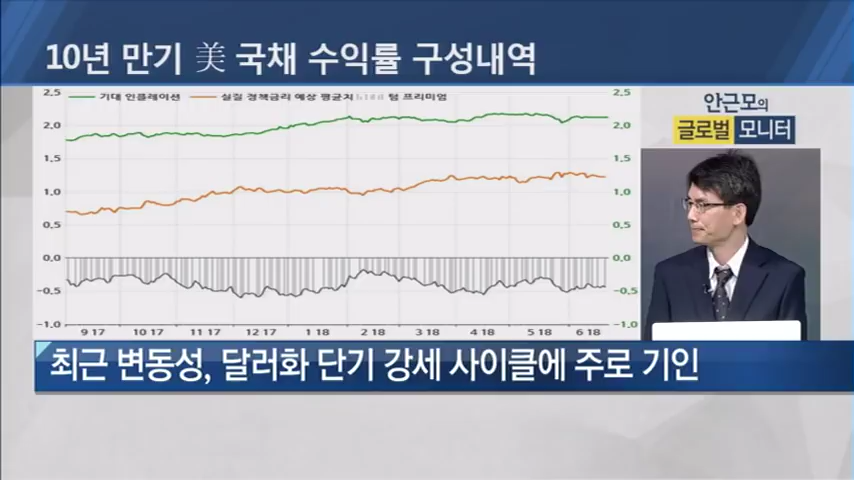 10년 만기 美 국채 수익률 구성내역
기대 인플레이션 실질 정책금리 예상 평균치 텀 프리미엄
2,5 2,5
2,0 2,0
1,5 1,5
1,0 1,0
0,5 0,5
0,0 0,0
-0,5 -0,5
-1,0 -1,0
9 17 10 17 11 17 12 17 1 18 2 18 3 18 4 18 5 18 6 18
안근모의
글로벌 모니터
최근 변동성, 달러화 단기 강세 사이클에 주로 기인